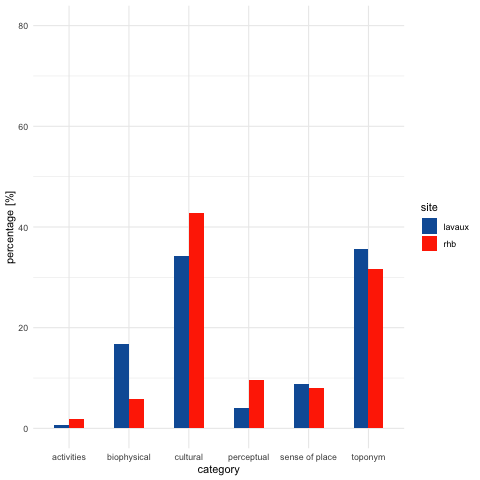 80
60
40
20
0
percentage [%]
activities biophysical cultural perceptual sense of place toponym
category
site
lavaux
rhb